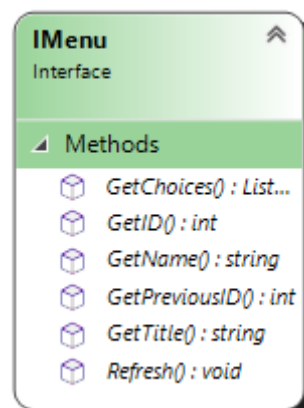 IMenu
Interface
Methods
GetChoices() : List...
GetID() : int
GetName() : string
GetPreviousID() : int
GetTitle() : string
Refresh() : void